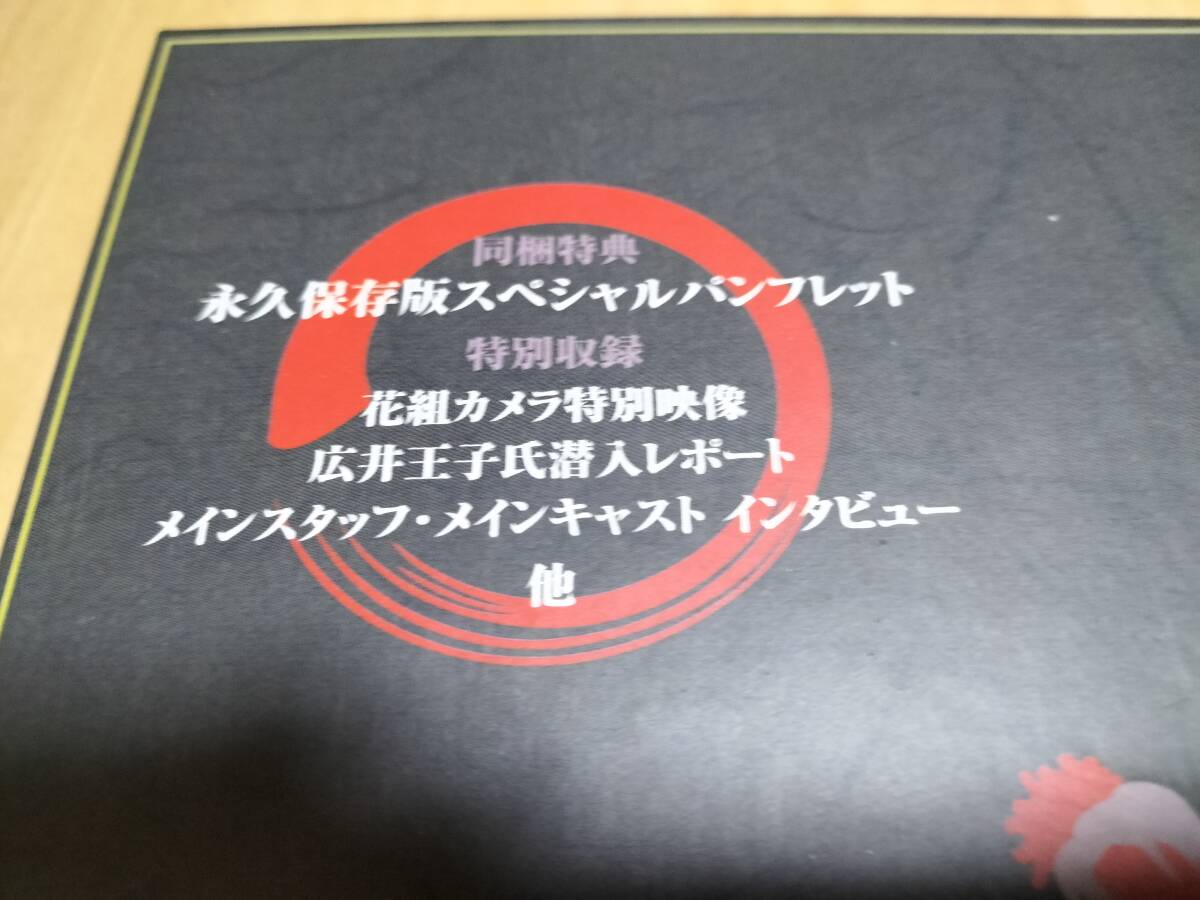 同梱特典
永久保存版スペシャルパンフレット
特別収録
花組カメラ特別映像
広井王子氏潜入レポート
メインスタッフ・メインキャスト インタビュー
他